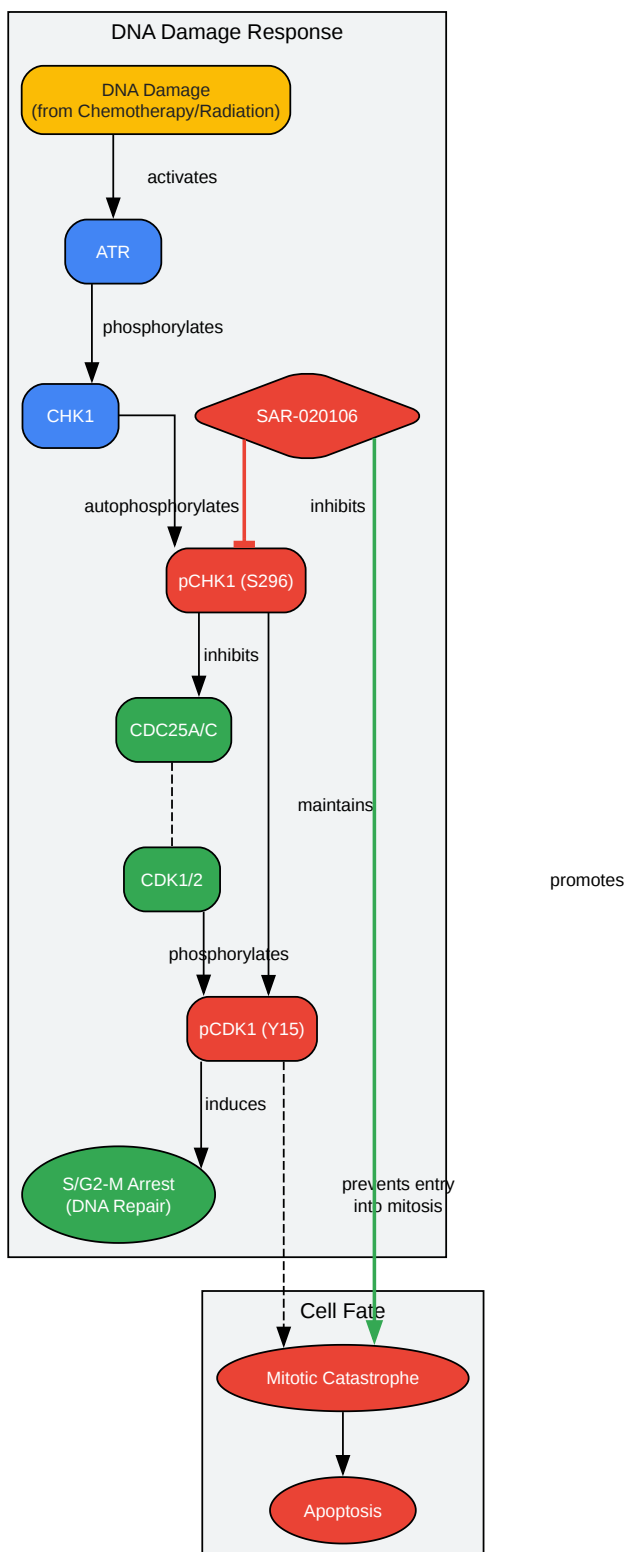 DNA Damage Response
DNA Damage
(from Chemotherapy/Radiation)
activates
ATR
phosphorylates
CHK1
SAR-020106
autophosphorylates
inhibits
pCHK1 (S296)
inhibits
CDC25A/C
maintains
CDK1/2
promotes
phosphorylates
pCDK1 (Y15)
induces
S/G2-M Arrest
(DNA Repair)
prevents entry
into mitosis
Cell Fate
Mitotic Catastrophe
Apoptosis